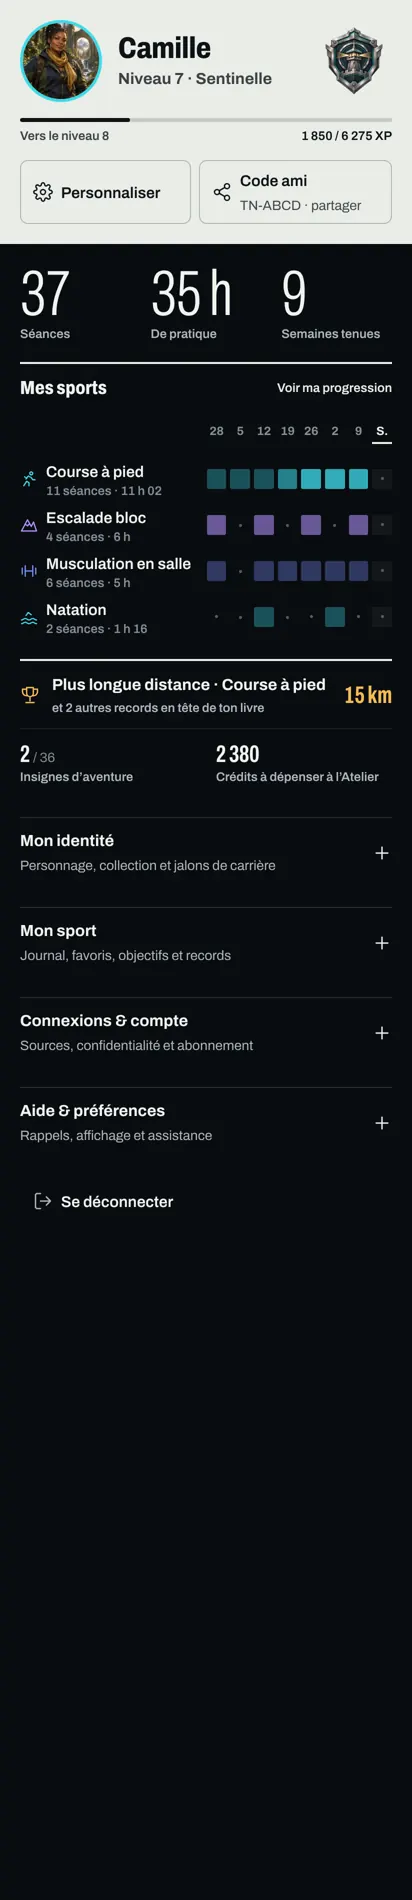 Camille
Niveau 7 · Sentinelle
Vers le niveau 8
1 850 / 6 275 XP
Personnaliser
Code ami
TN-ABCD · partager
37
35 h
9
Séances
De pratique
Semaines tenues
Mes sports
Voir ma progression
28 5 12 19 26 2 9 S.
Course à pied
11 séances · 11 h 02
Escalade bloc
4 séances · 6 h
Musculation en salle
6 séances · 5 h
Natation
2 séances · 1 h 16
Plus longue distance · Course à pied
et 2 autres records en tête de ton livre
15 km
2 / 36
Insignes d’aventure
2 380
Crédits à dépenser à l’Atelier
Mon identité
Personnage, collection et jalons de carrière
Mon sport
Journal, favoris, objectifs et records
Connexions & compte
Sources, confidentialité et abonnement
Aide & préférences
Rappels, affichage et assistance
Se déconnecter